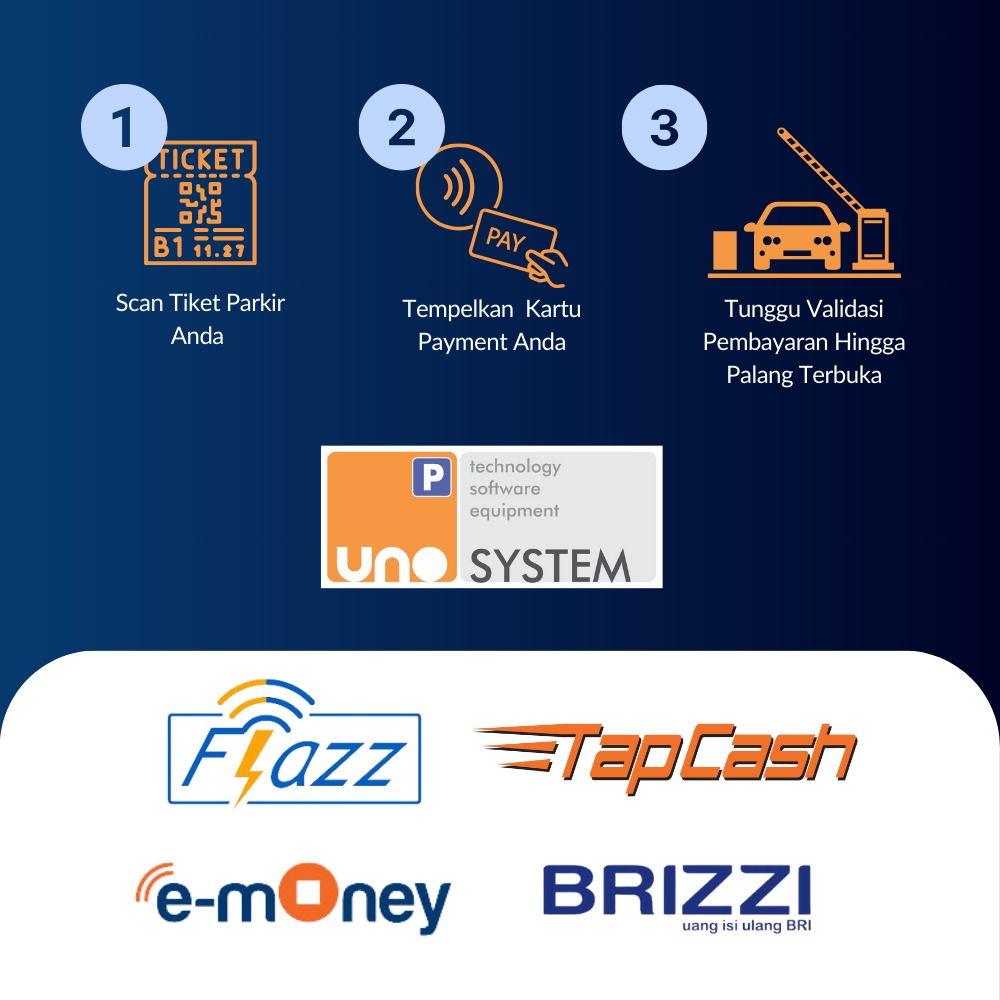 1
TICKET
B1 11.27
Scan Tiket Parkir
Anda
2
PAY
Tempelkan Kartu
Payment Anda
3
Tunggu Validasi
Pembayaran Hingga
Palang Terbuka
P
uno
technology
software
equipment
SYSTEM
Flazz
TapCash
e-money
BRIZZI
uang isi ulang BRI